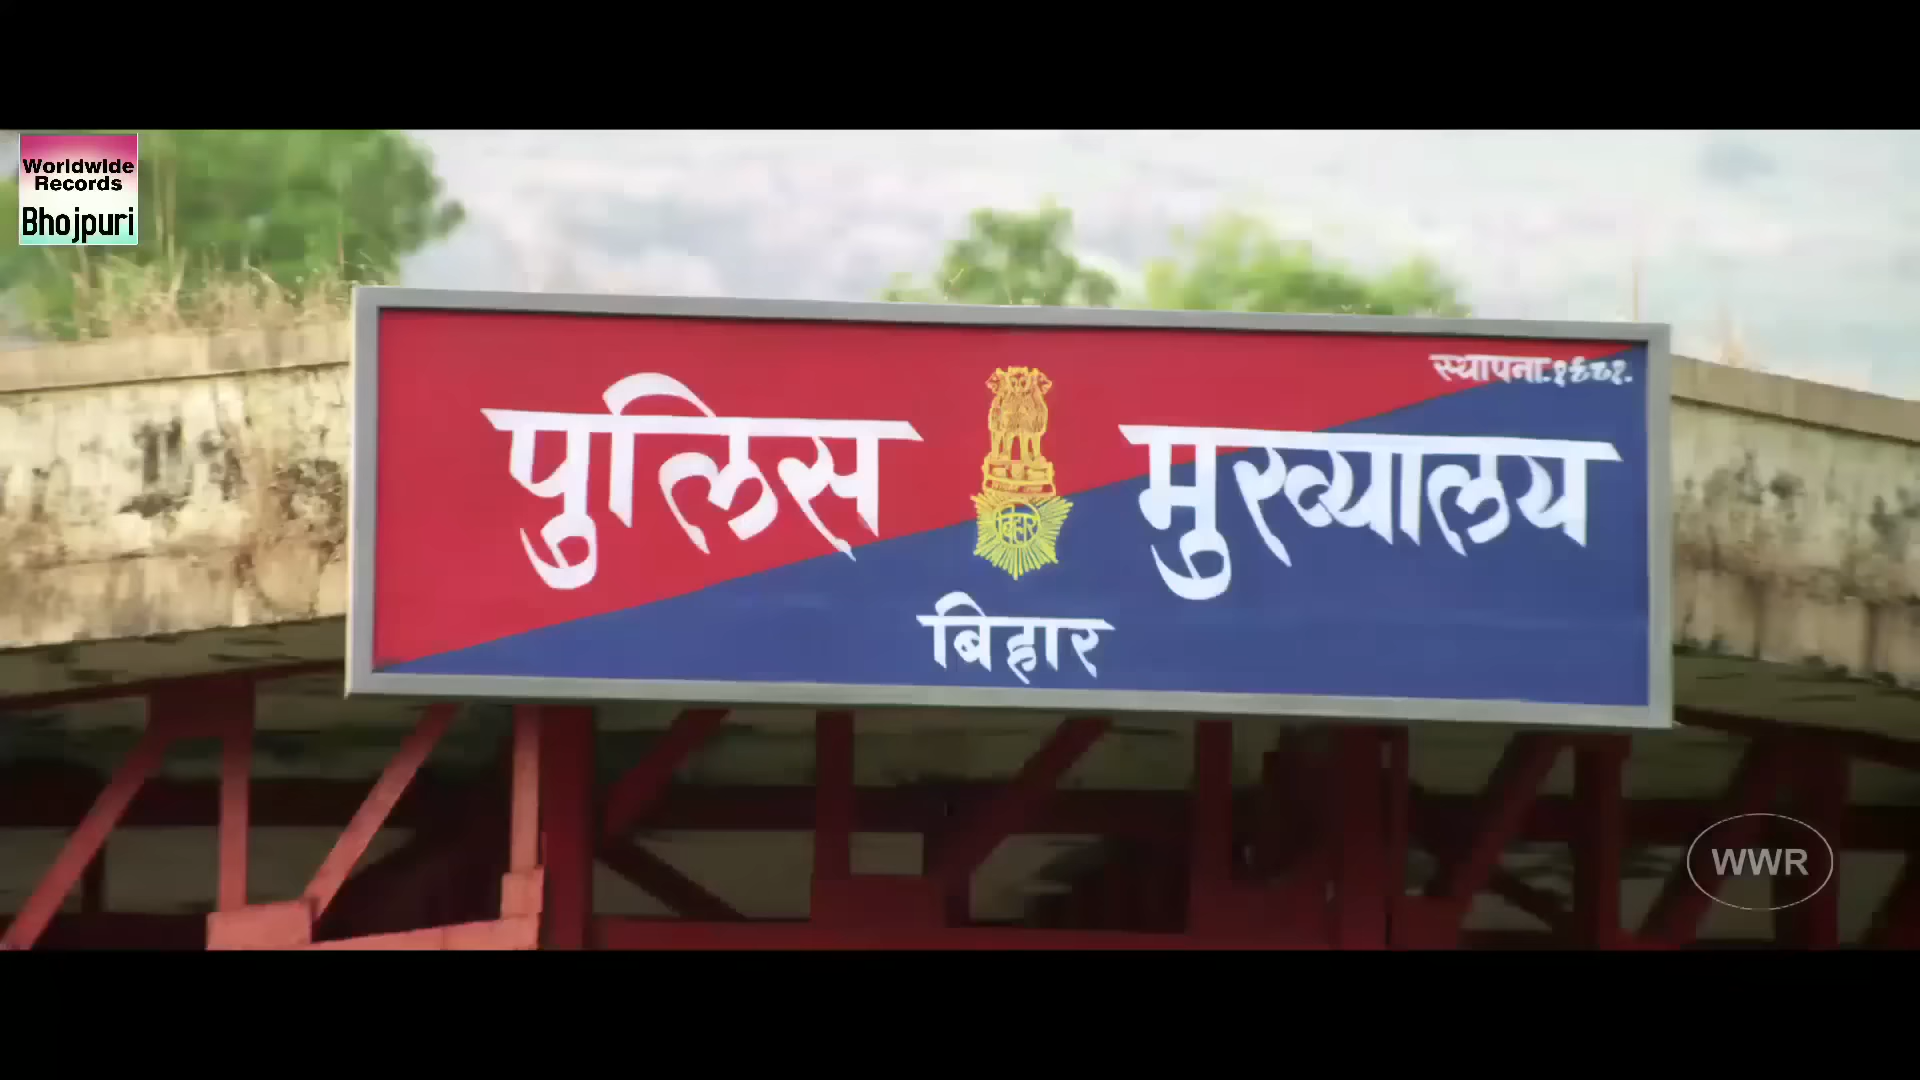 Worldwide
Records
Bhojpuri
स्थापना.
पुलिस मुख्यालय
बिहार
बिहार
WWR